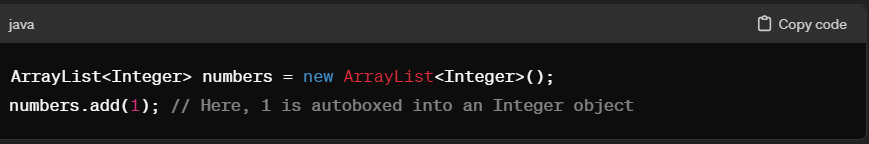 java
Copy code
ArrayList<Integer> numbers = new ArrayList<Integer>();
numbers.add(1); // Here, 1 is autoboxed into an Integer object